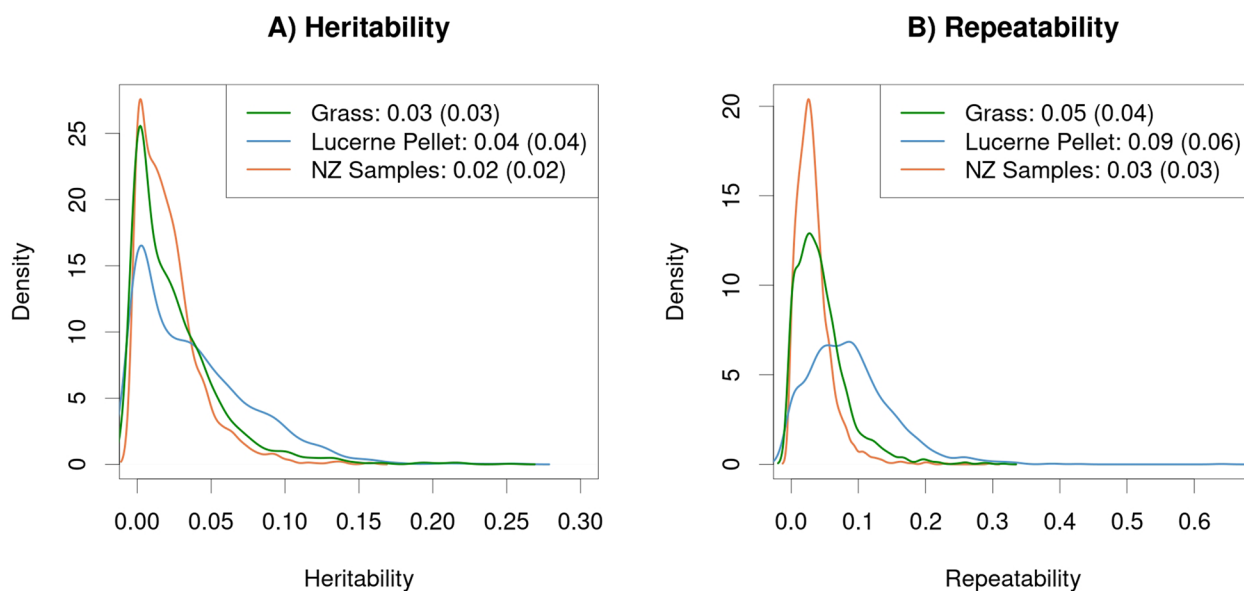 A) Heritability
Grass: 0.03 (0.03)
Lucerne Pellet: 0.04 (0.04)
NZ Samples: 0.02 (0.02)
Density
25
20
15
10
5
0
0.00 0.05 0.10 0.15 0.20 0.25 0.30
Heritability
B) Repeatability
Grass: 0.05 (0.04)
Lucerne Pellet: 0.09 (0.06)
NZ Samples: 0.03 (0.03)
Density
20
15
10
5
0
0.0 0.1 0.2 0.3 0.4 0.5 0.6
Repeatability